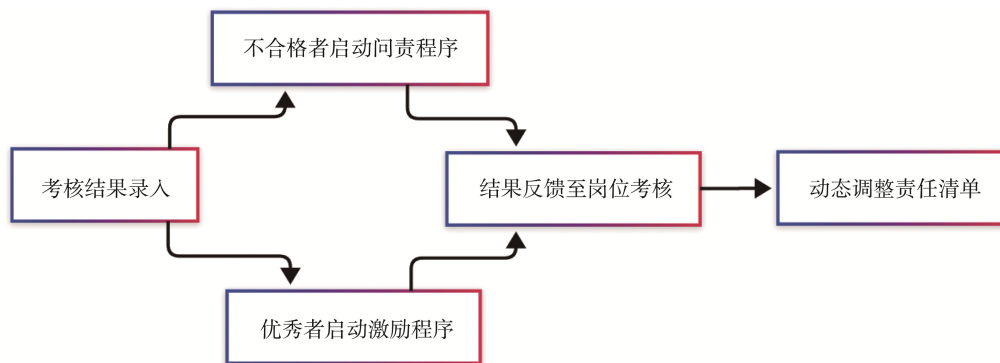 不合格者启动问责程序
考核结果录入
结果反馈至岗位考核
动态调整责任清单
优秀者启动激励程序